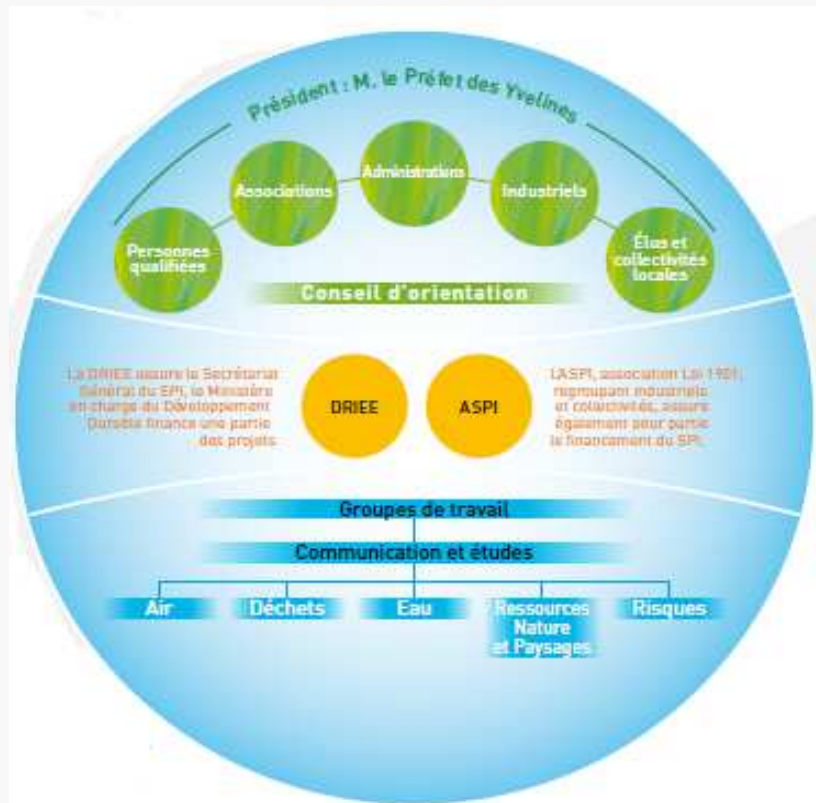 Président : M. le Préfet des Yvelines
Personnes
qualifiées
Associations
Administrations
Industriels
Élus et
collectivités
locales
Conseil d'orientation
La DRIEE assure le Secrétariat
Général du SPI, le Ministère
en charge du Développement
Durable finance une partie
des projets
DRIEE
ASPI
L'ASPI, association Loi 1901,
regroupant industriels
et collectivités, assure
également pour partie
le financement du SPI.
Groupes de travail
Communication et études
Air
Déchets
Eau
Ressources
Nature
et Paysages
Risques